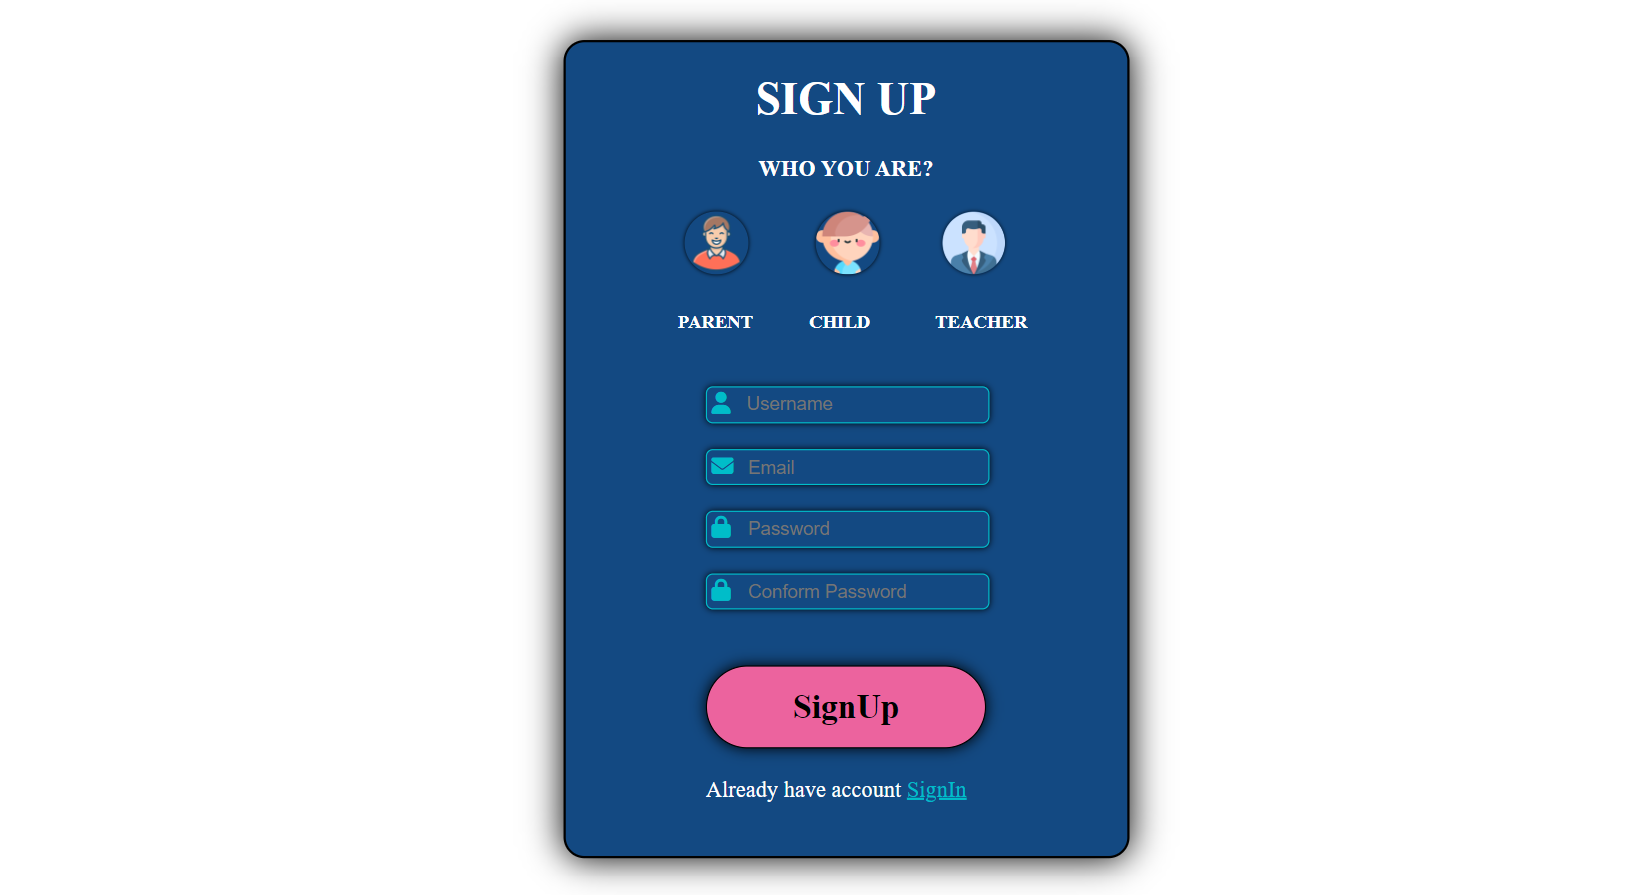 SIGN UP
WHO YOU ARE?
PARENT CHILD TEACHER
Username
Email
Password
Conform Password
SignUp
Already have account SignIn